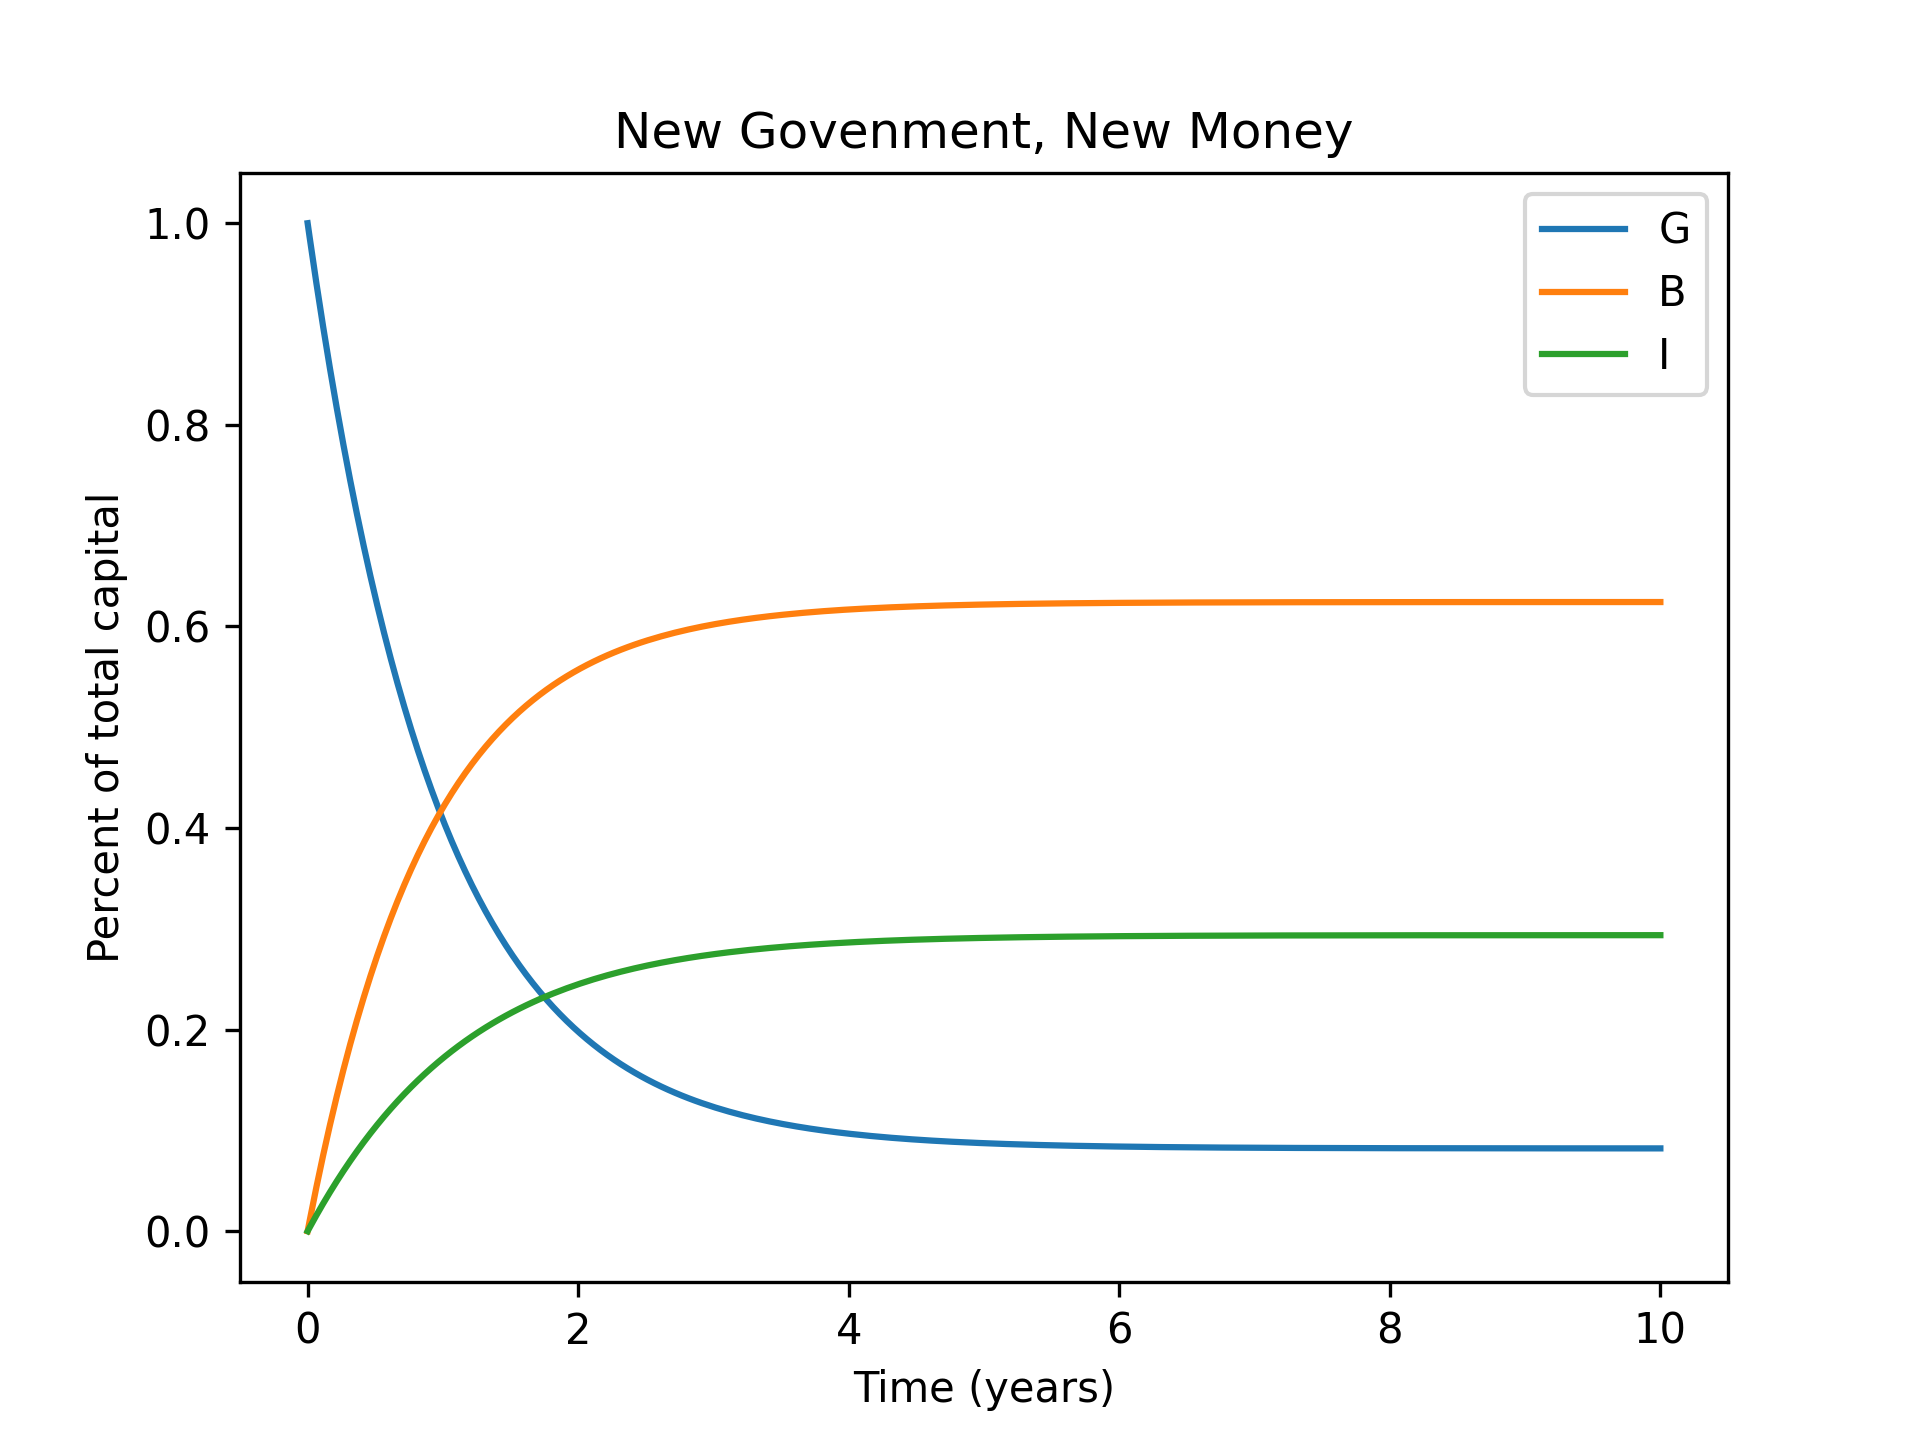 New Govenment, New Money
G
B
I
Percent of total capital
1.0
0.8
0.6
0.4
0.2
0.0
0 2 4 6 8 10
Time (years)